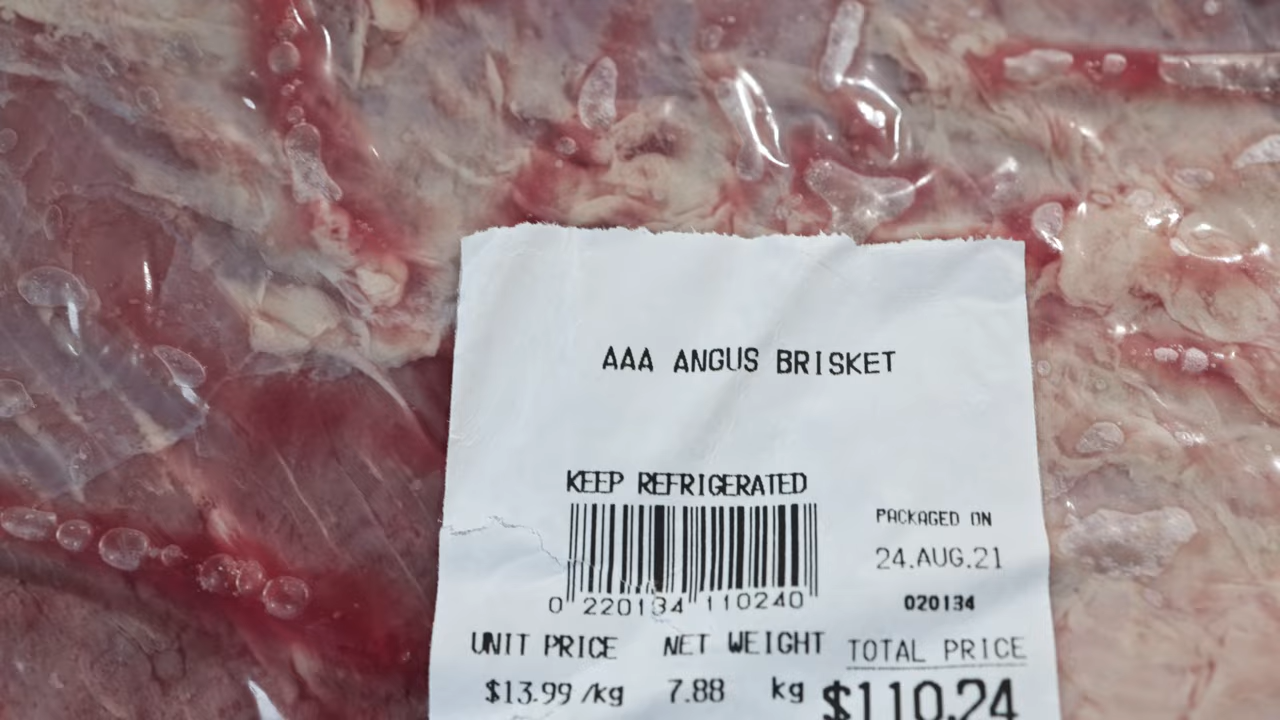 AAA ANGUS BRISKET
KEEP REFRIGERATED
PACKAGED ON
24.AUG.21
0 220134 110240
020134
UNIT PRICE NET WEIGHT TOTAL PRICE
$13.99 /kg 7.88 kg $110.24